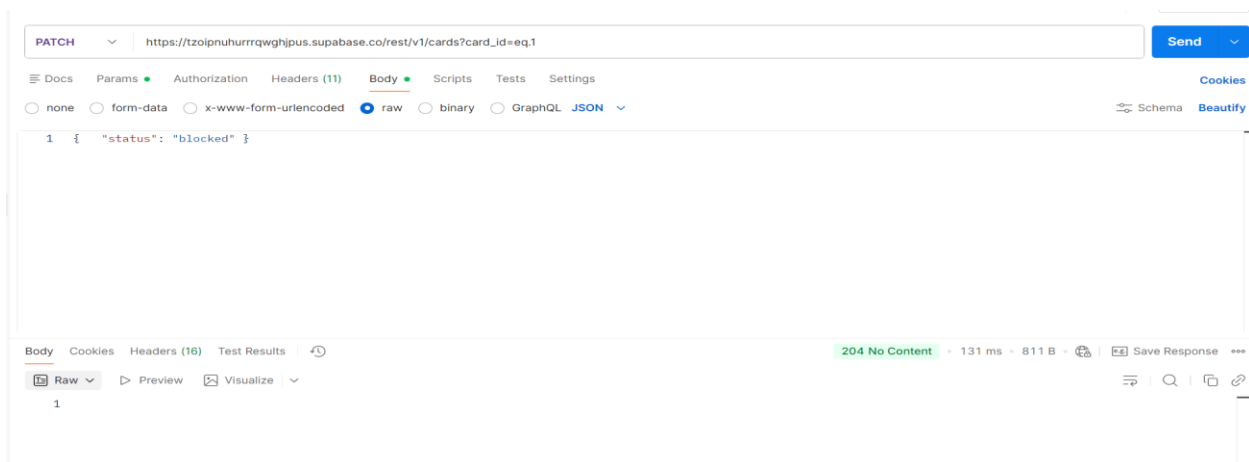 PATCH https://tzoipnuhurrrqwghjpus.supabase.co/rest/v1/cards?card_id=eq.1 Send
Docs Params Authorization Headers (11) Body Scripts Tests Settings Cookies
none form-data x-www-form-urlencoded raw binary GraphQL JSON Schema Beautify
1 { "status": "blocked" }
Body Cookies Headers (16) Test Results 204 No Content 131 ms 811 B e.g. Save Response
Raw Preview Visualize
1